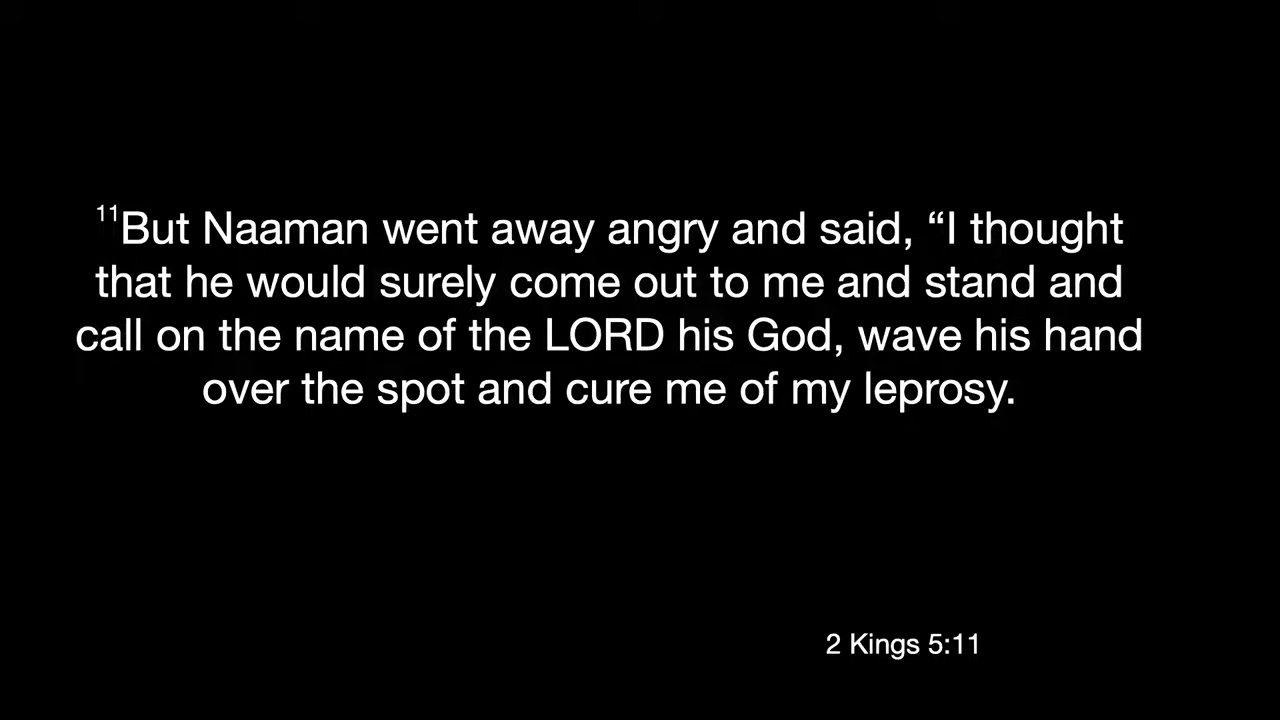 11But Naaman went away angry and said, “I thought
that he would surely come out to me and stand and
call on the name of the LORD his God, wave his hand
over the spot and cure me of my leprosy.
2 Kings 5:11